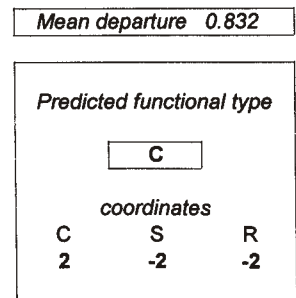 Mean departure 0.832
Predicted functional type
C
coordinates
C S R
2 -2 -2